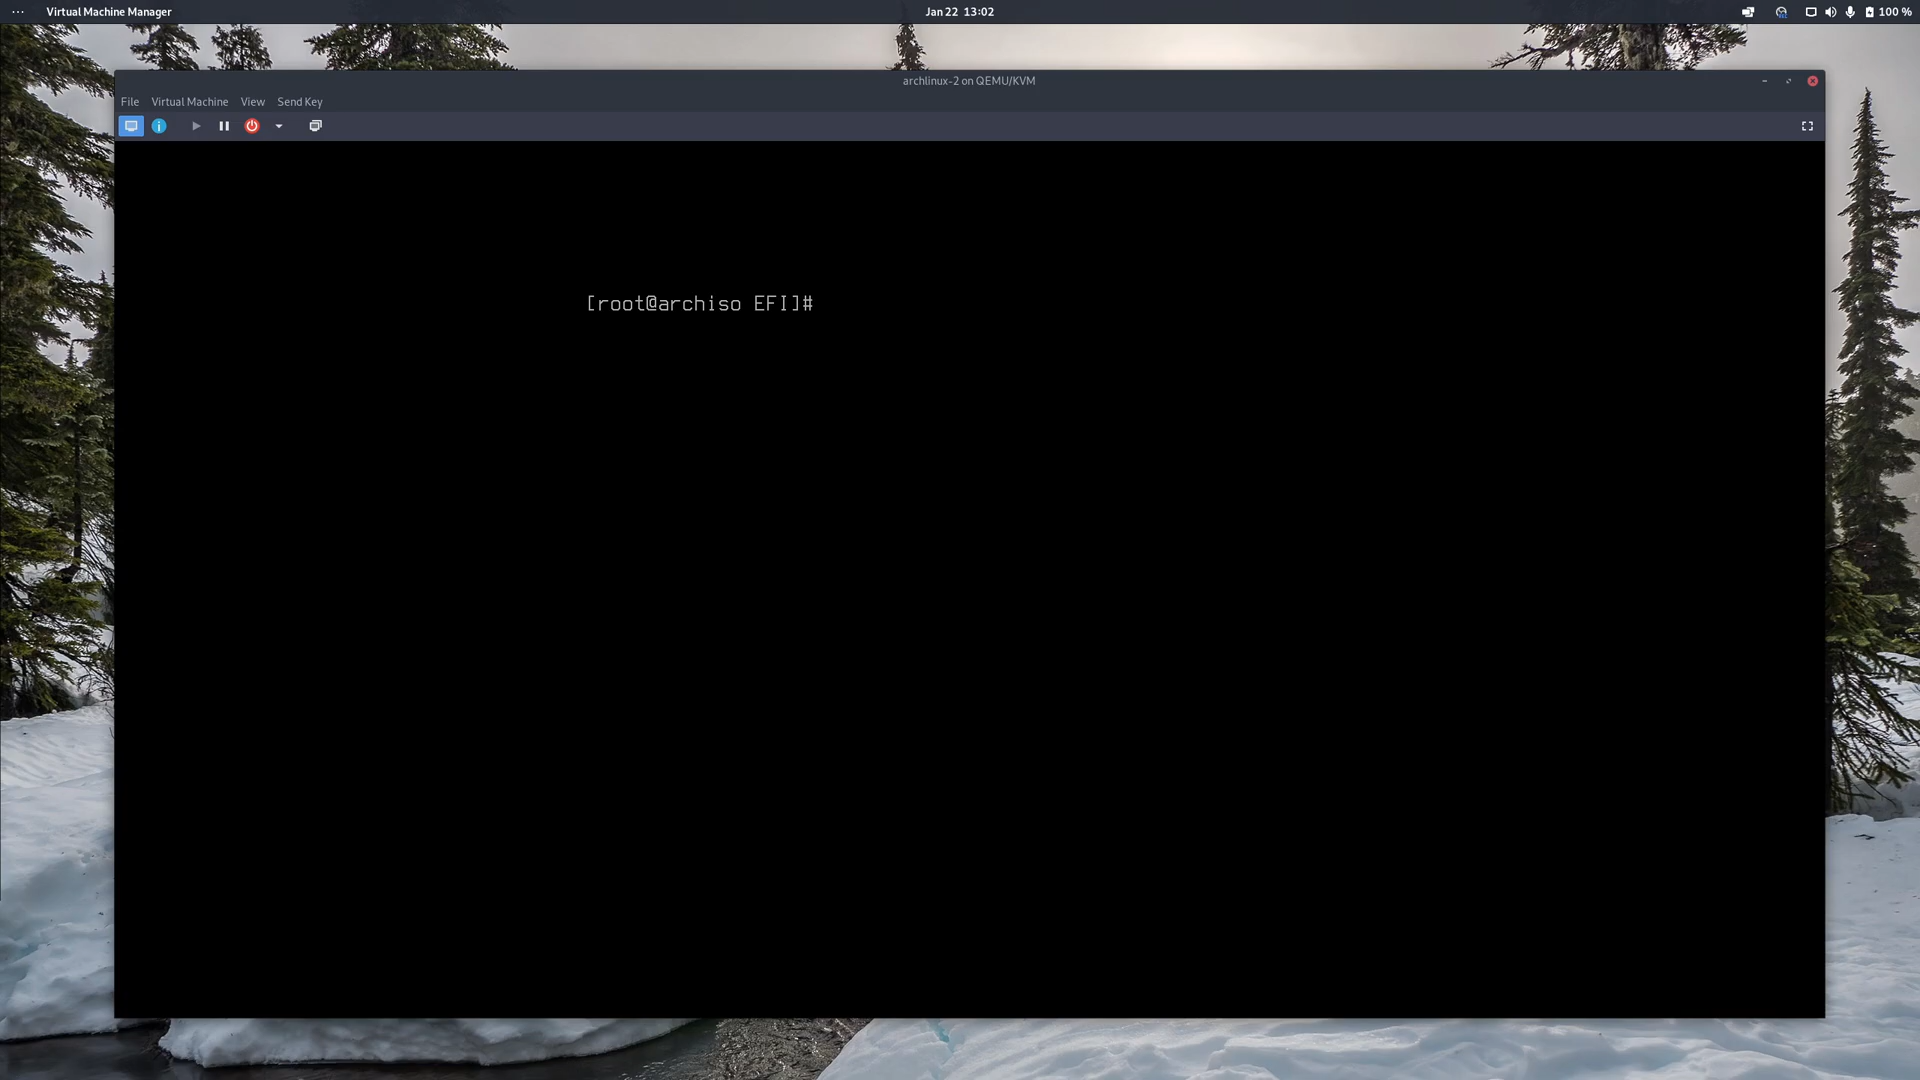 Virtual Machine Manager
Jan 22 13:02
100 %
archlinux-2 on QEMU/KVM
File Virtual Machine View Send Key
[root@archiso EFI]#